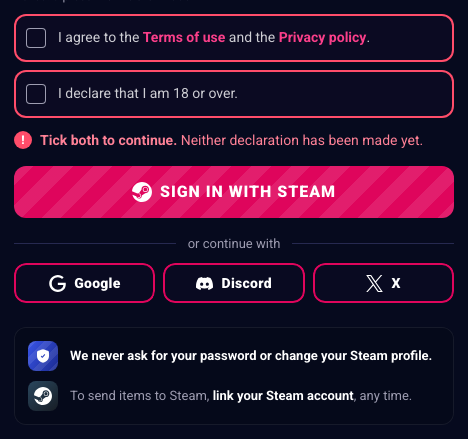 I agree to the Terms of use and the Privacy policy.
I declare that I am 18 or over.
! Tick both to continue. Neither declaration has been made yet.
SIGN IN WITH STEAM
or continue with
Google
Discord
X
We never ask for your password or change your Steam profile.
To send items to Steam, link your Steam account, any time.